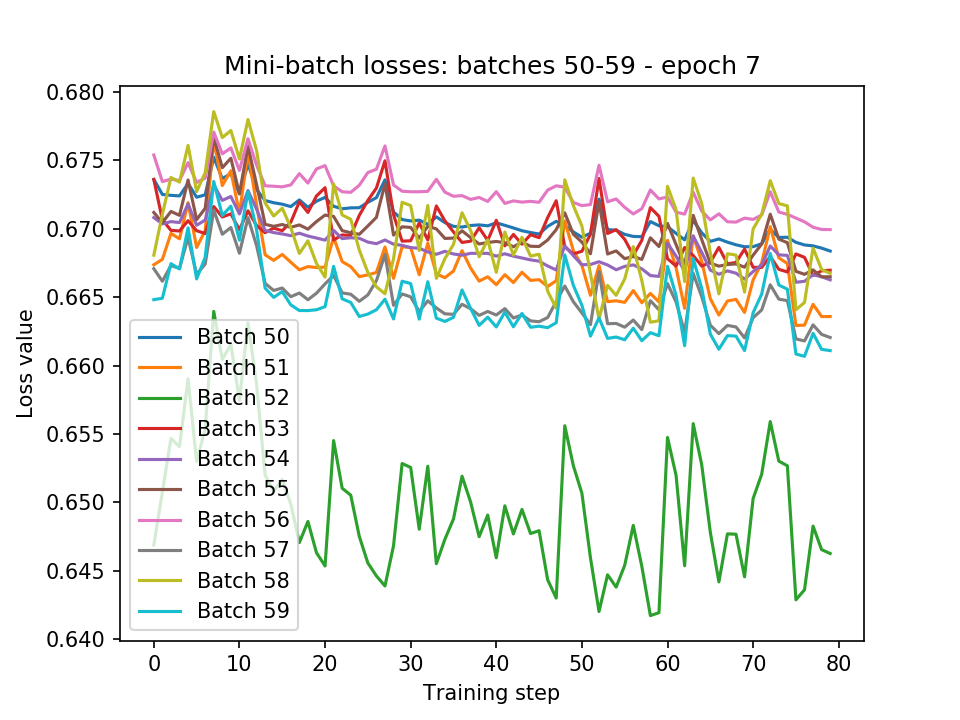 Mini-batch losses: batches 50-59 - epoch 7
0.680
0.675
0.670
0.665
0.660
0.655
0.650
0.645
0.640
Loss value
Batch 50
Batch 51
Batch 52
Batch 53
Batch 54
Batch 55
Batch 56
Batch 57
Batch 58
Batch 59
0 10 20 30 40 50 60 70 80
Training step